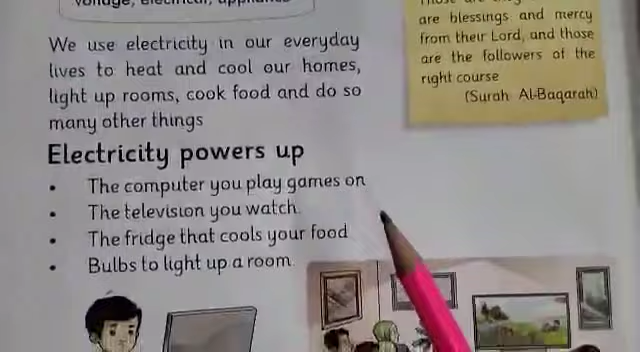 voltage, electrical, appliance
are blessings and mercy
from their Lord, and those
are the followers of the
right course
(Surah Al-Baqarah)
We use electricity in our everyday
lives to heat and cool our homes,
light up rooms, cook food and do so
many other things
Electricity powers up
• The computer you play games on
• The television you watch.
• The fridge that cools your food
• Bulbs to light up a room.